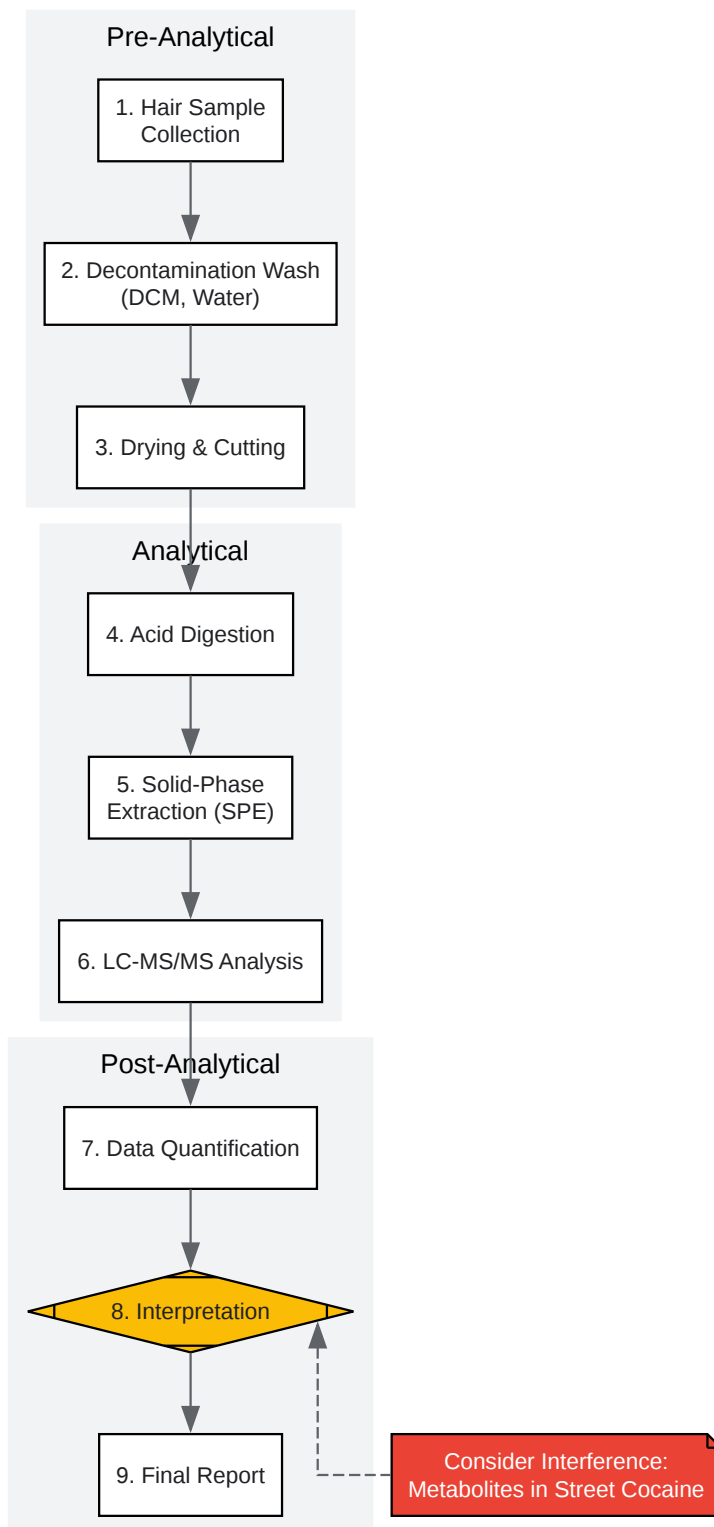 Pre-Analytical
1. Hair Sample
Collection
2. Decontamination Wash
(DCM, Water)
3. Drying & Cutting
Analytical
4. Acid Digestion
5. Solid-Phase
Extraction (SPE)
6. LC-MS/MS Analysis
Post-Analytical
7. Data Quantification
8. Interpretation
9. Final Report
Consider Interference:
Metabolites in Street Cocaine